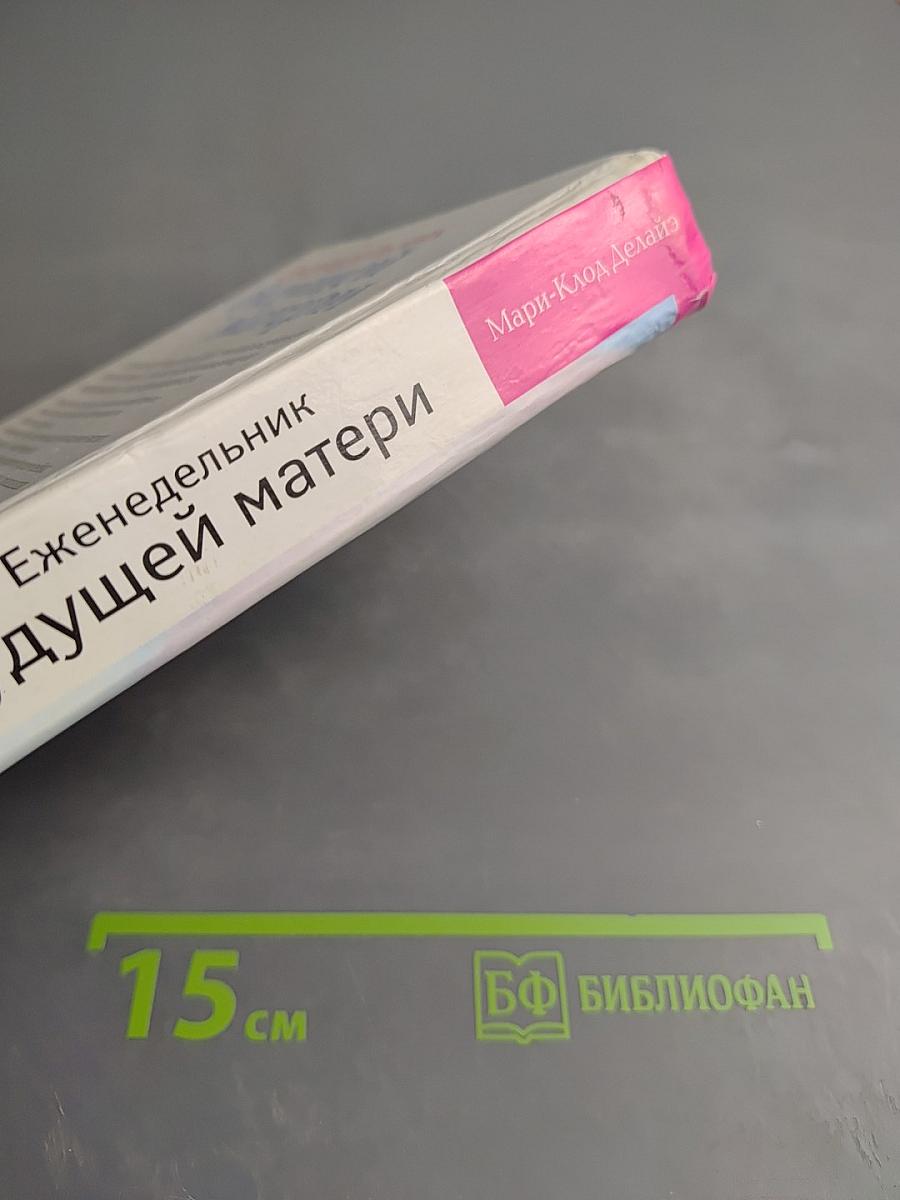 Мари-Клод Делайэ
Еженедельник
дущей матери
15 см
БФ БИБЛИОФАН